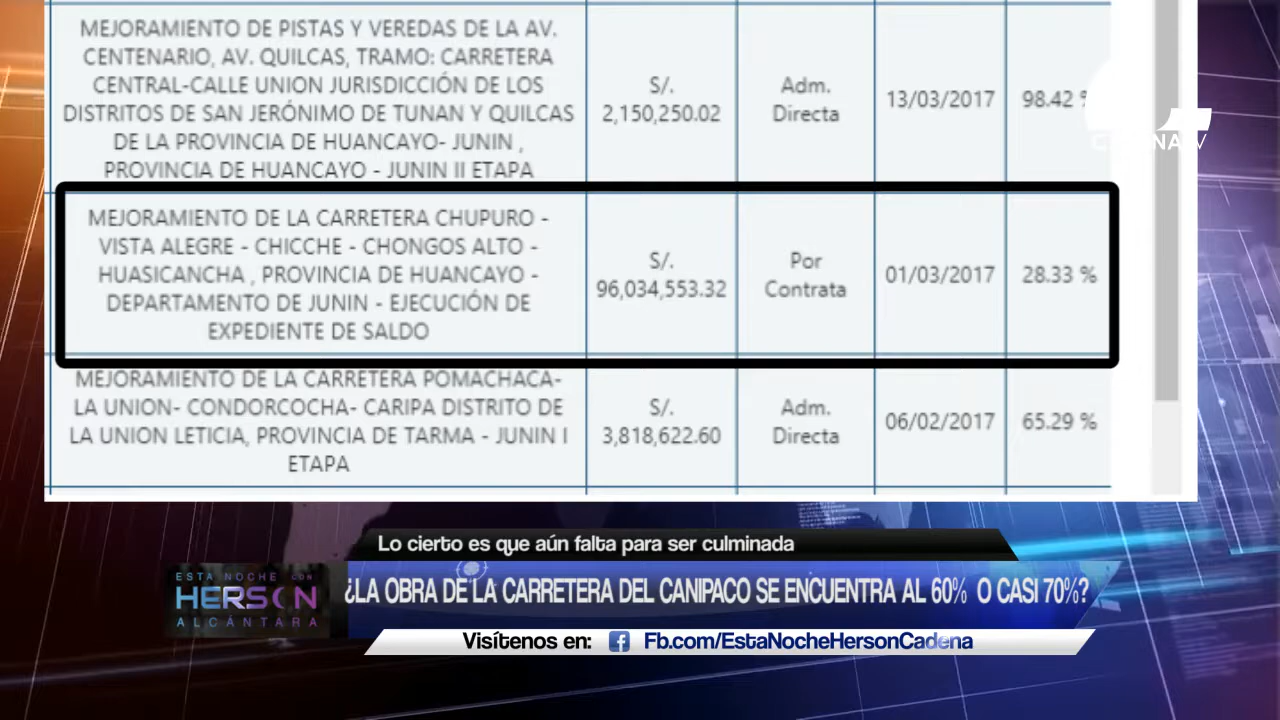 MEJORAMIENTO DE PISTAS Y VEREDAS DE LA AV.
CENTENARIO, AV. QUILCAS, TRAMO: CARRETERA
CENTRAL-CALLE UNION JURISDICCIÓN DE LOS
DISTRITOS DE SAN JERÓNIMO DE TUNAN Y QUILCAS
DE LA PROVINCIA DE HUANCAYO- JUNIN ,
PROVINCIA DE HUANCAYO - JUNIN II ETAPA
S/.
2,150,250.02
Adm.
Directa
13/03/2017
98.42 %
MEJORAMIENTO DE LA CARRETERA CHUPURO -
VISTA ALEGRE - CHICCHE - CHONGOS ALTO -
HUASICANCHA , PROVINCIA DE HUANCAYO -
DEPARTAMENTO DE JUNIN - EJECUCIÓN DE
EXPEDIENTE DE SALDO
S/.
96,034,553.32
Por
Contrata
01/03/2017
28.33 %
MEJORAMIENTO DE LA CARRETERA POMACHACA-
LA UNION- CONDORCOCHA- CARIPA DISTRITO DE
LA UNION LETICIA, PROVINCIA DE TARMA - JUNIN I
ETAPA
S/.
3,818,622.60
Adm.
Directa
06/02/2017
65.29 %
Lo cierto es que aún falta para ser culminada
ESTA NOCHE CON
HERSON
ALCÁNTARA
¿LA OBRA DE LA CARRETERA DEL CANIPACO SE ENCUENTRA AL 60% O CASI 70%?
Visítenos en: Fb.com/EstaNocheHersonCadena